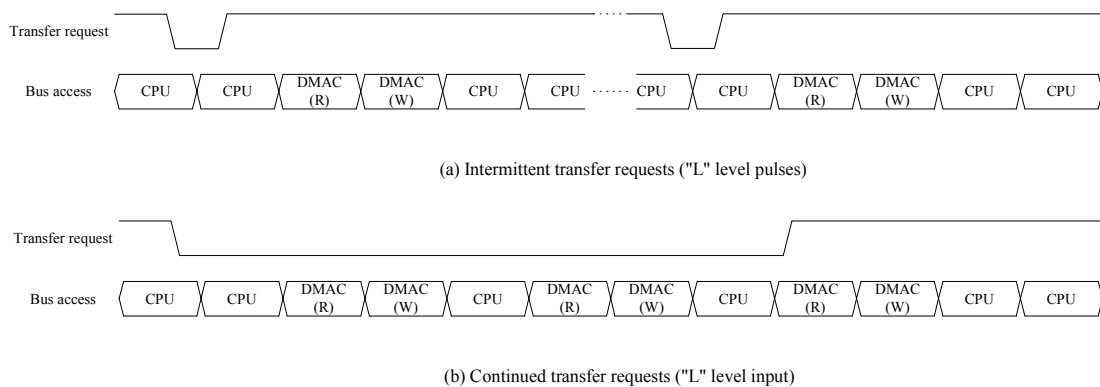 Transfer request
Bus access CPU CPU DMAC (R) DMAC (W) CPU CPU CPU CPU DMAC (R) DMAC (W) CPU CPU
(a) Intermittent transfer requests ("L" level pulses)
Transfer request
Bus access CPU CPU DMAC (R) DMAC (W) CPU DMAC (R) DMAC (W) CPU DMAC (R) DMAC (W) CPU CPU
(b) Continued transfer requests ("L" level input)